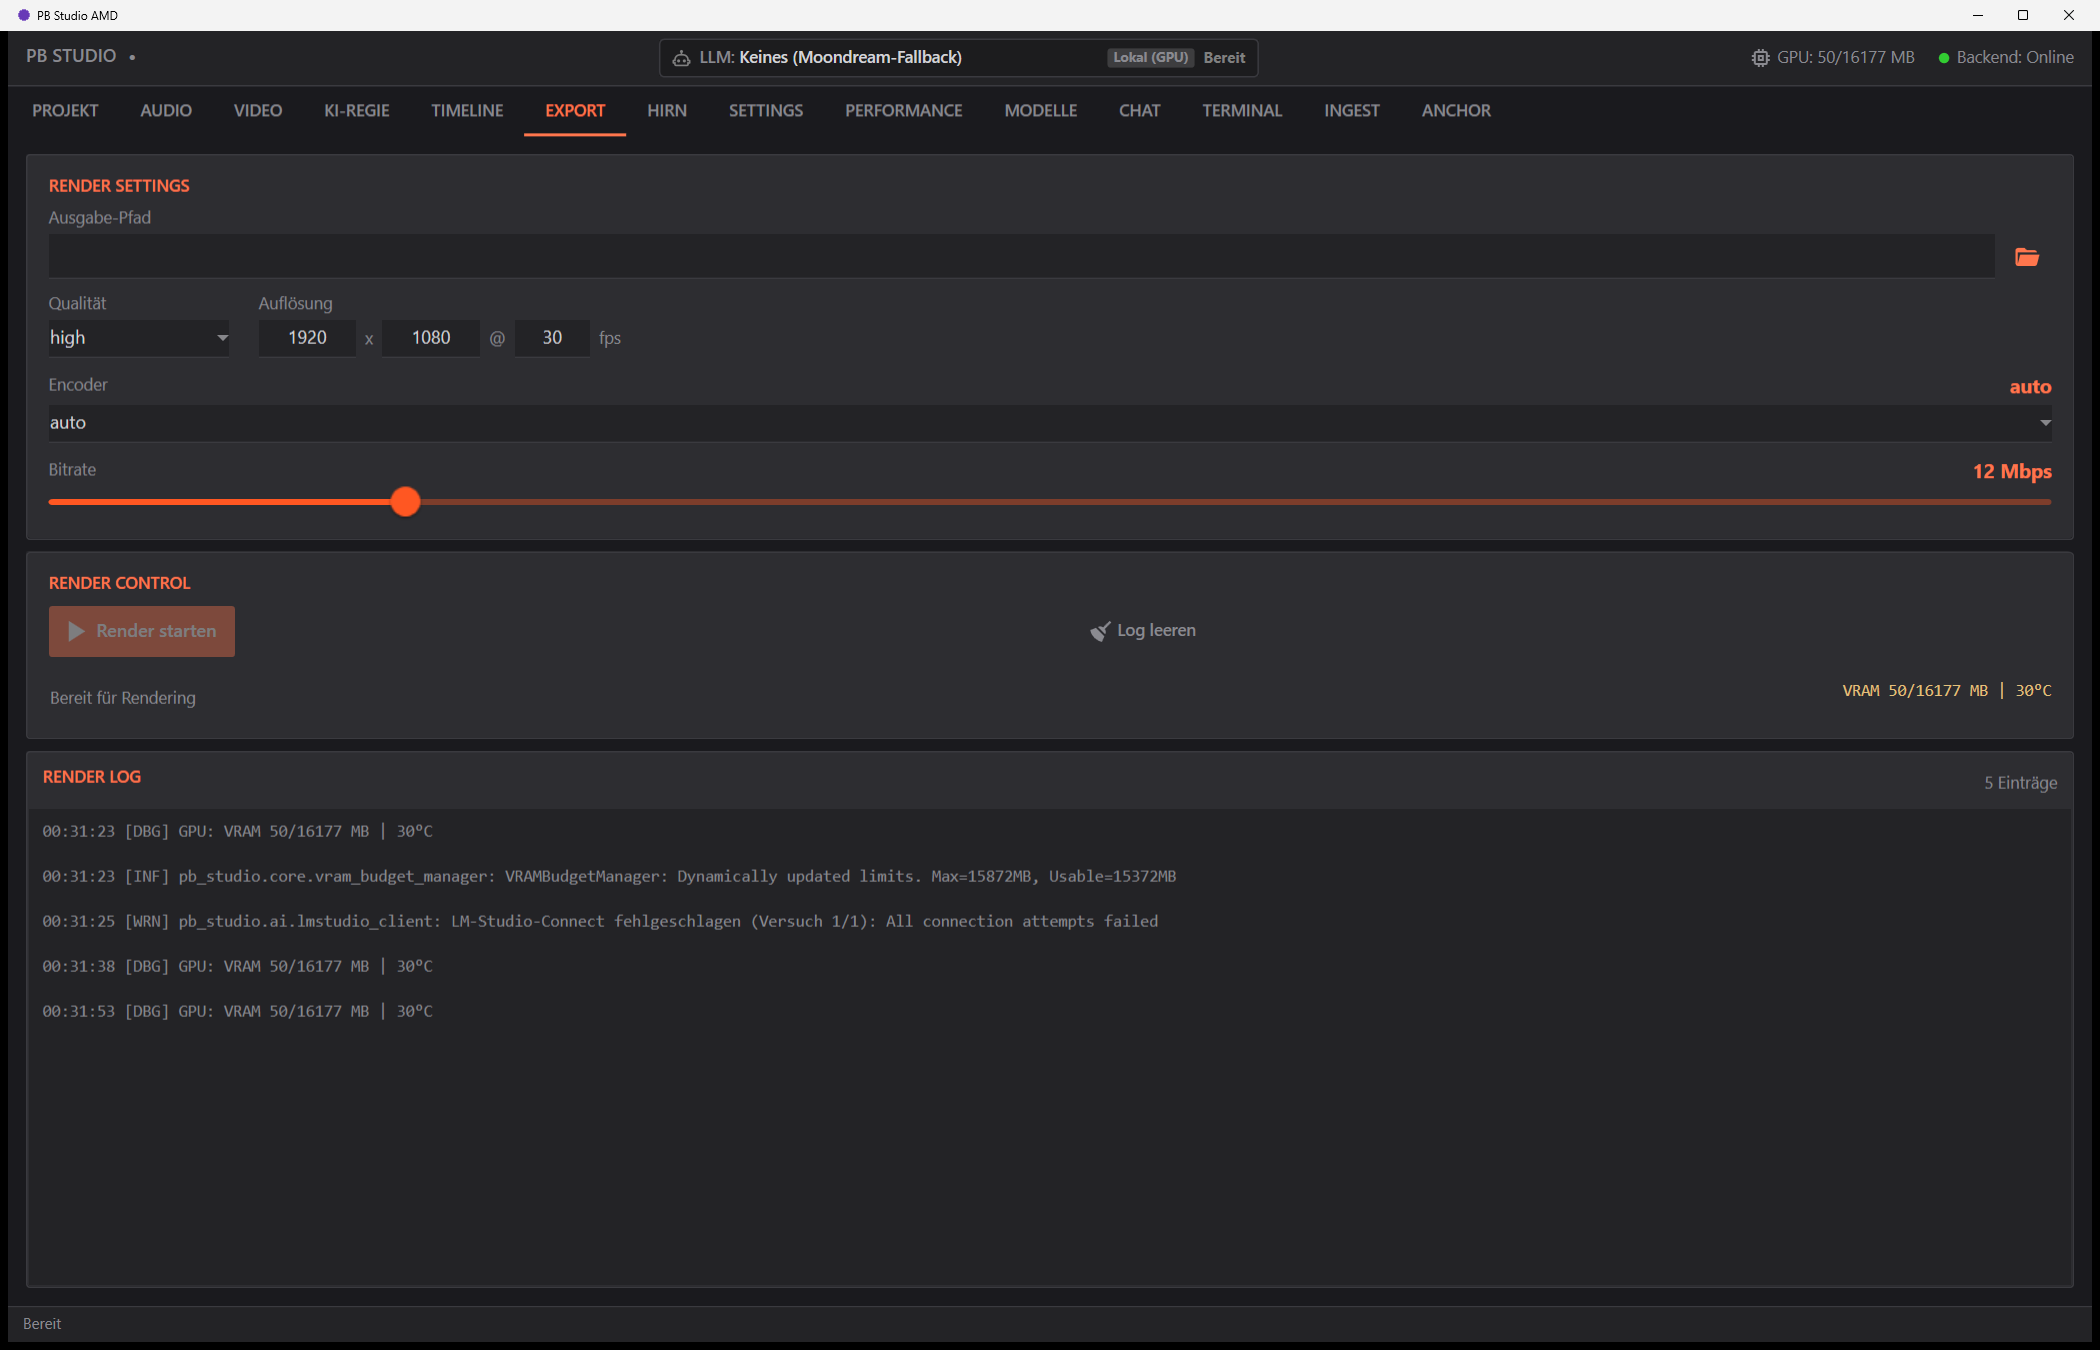 PB Studio AMD
PB STUDIO •
LLM: Keines (Moondream-Fallback) Lokal (GPU) Bereit
GPU: 50/16177 MB Backend: Online
PROJEKT AUDIO VIDEO KI-REGIE TIMELINE EXPORT HIRN SETTINGS PERFORMANCE MODELLE CHAT TERMINAL INGEST ANCHOR
RENDER SETTINGS
Ausgabe-Pfad
Qualität Auflösung
high 1920 x 1080 @ 30 fps
Encoder auto
auto
Bitrate 12 Mbps
RENDER CONTROL
Render starten Log leeren
Bereit für Rendering VRAM 50/16177 MB | 30°C
RENDER LOG 5 Einträge
00:31:23 [DBG] GPU: VRAM 50/16177 MB | 30°C
00:31:23 [INF] pb_studio.core.vram_budget_manager: VRAMBudgetManager: Dynamically updated limits. Max=15872MB, Usable=15372MB
00:31:25 [WRN] pb_studio.ai.lmstudio_client: LM-Studio-Connect fehlgeschlagen (Versuch 1/1): All connection attempts failed
00:31:38 [DBG] GPU: VRAM 50/16177 MB | 30°C
00:31:53 [DBG] GPU: VRAM 50/16177 MB | 30°C
Bereit